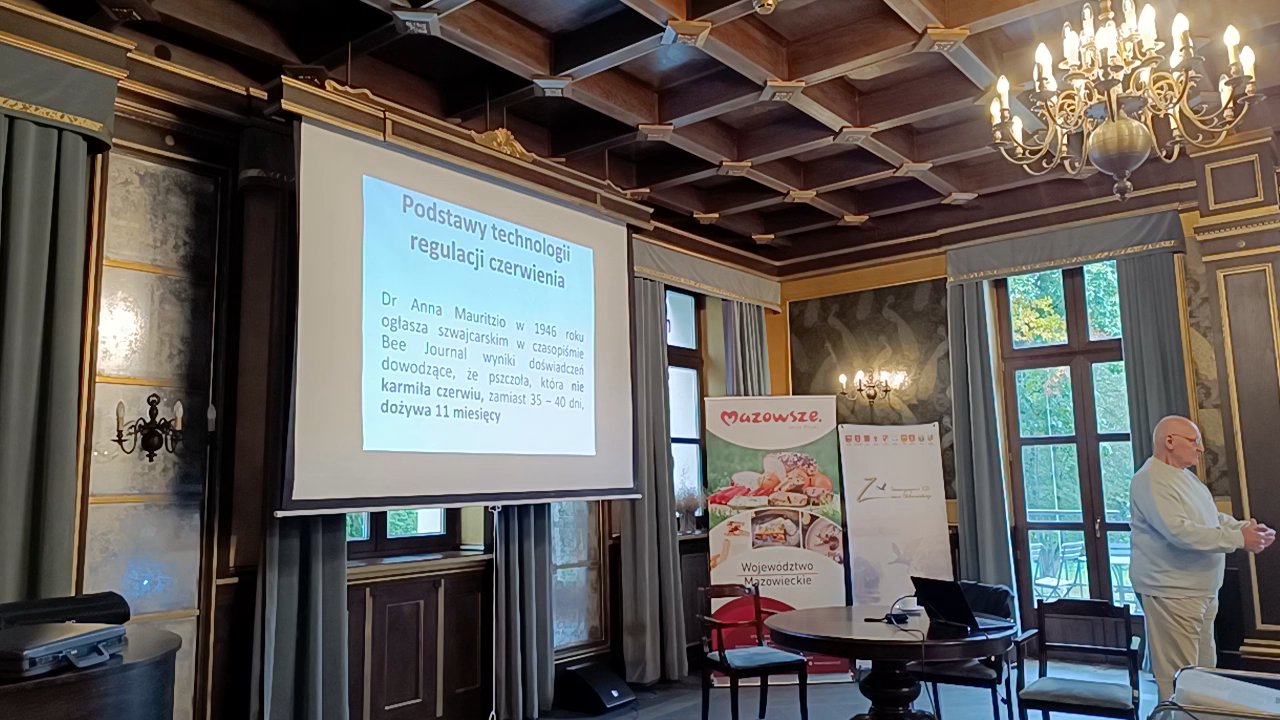 Podstawy technologii
regulacji czerwienia
Dr Anna Mauritzio w 1946 roku
ogłasza szwajcarskim w czasopiśmie
Bee Journal wyniki doświadczeń
dowodzące, że pszczoła, która nie
karmiła czerwiu, zamiast 35 – 40 dni,
dożywa 11 miesięcy
mazowsze.
Województwo
Mazowieckie